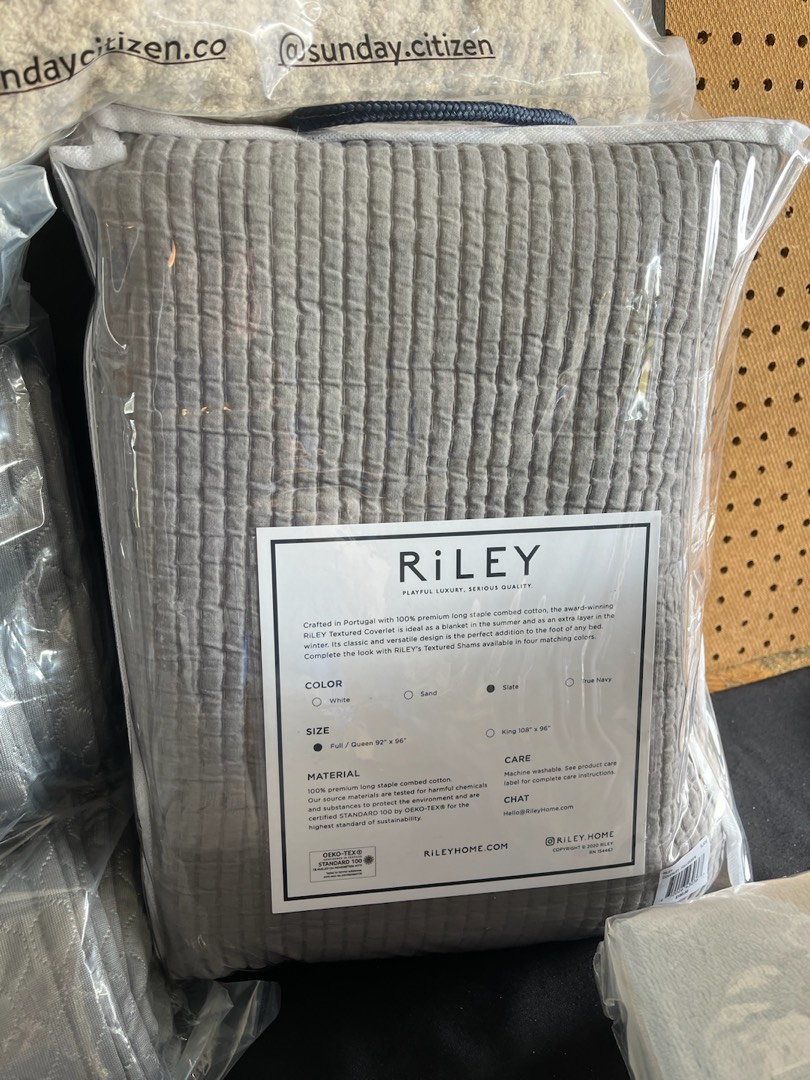 ndaycitizen.co @sunday.citizen
RiLEY
PLAYFUL LUXURY. SERIOUS QUALITY.
Crafted in Portugal with 100% premium long staple combed cotton, the award-winning
RiLEY Textured Coverlet is ideal as a blanket in the summer and as an extra layer in the
winter. Its classic and versatile design is the perfect addition to the foot of any bed.
Complete the look with RiLEY's Textured Shams available in four matching colors.
COLOR
White Sand Slate True Navy
SIZE
Full / Queen 92" x 96" King 108" x 96"
MATERIAL
100% premium long staple combed cotton.
Our source materials are tested for harmful chemicals
and substances to protect the environment and are
certified STANDARD 100 by OEKO-TEX® for the
highest standard of sustainability.
CARE
Machine washable. See product care
label for complete care instructions.
CHAT
Hello@RileyHome.com
OEKO-TEX®
STANDARD 100
RiLEYHOME.COM
RiLEY.HOME
COPYRIGHT © 2020 RILEY